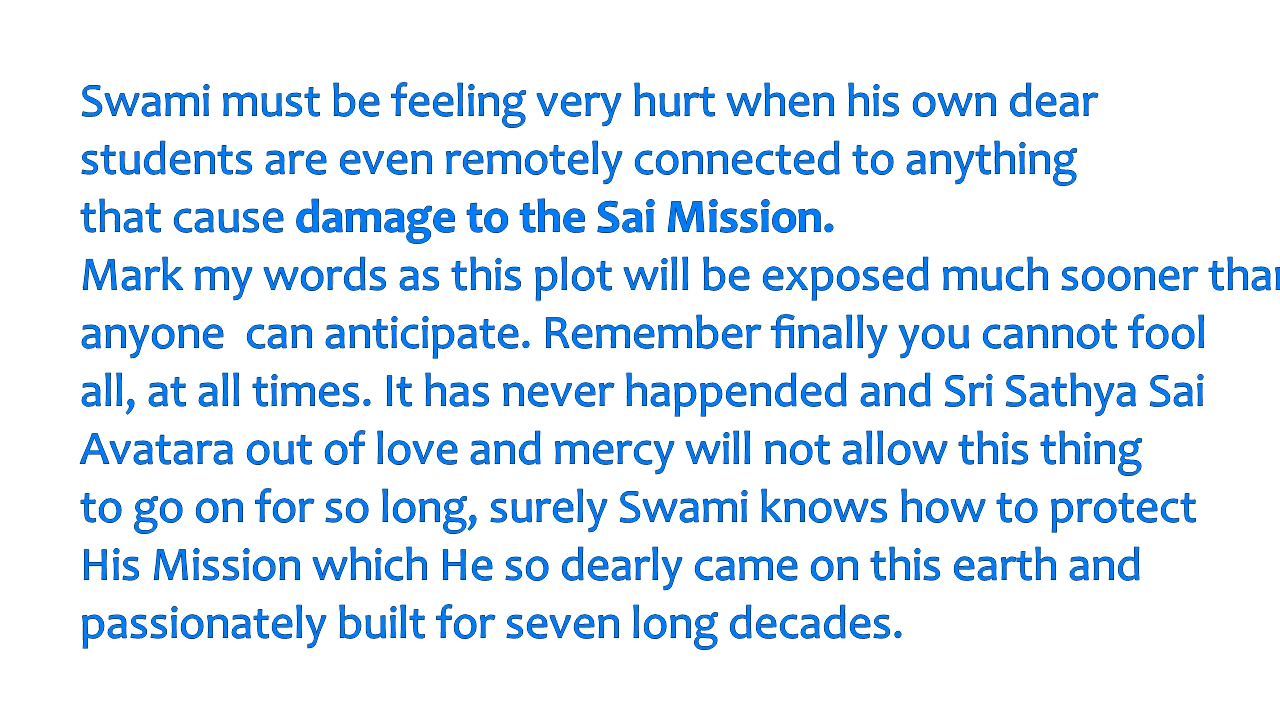 Swami must be feeling very hurt when his own dear
students are even remotely connected to anything
that cause damage to the Sai Mission.
Mark my words as this plot will be exposed much sooner than
anyone  can anticipate. Remember finally you cannot fool
all, at all times. It has never happended and Sri Sathya Sai
Avatara out of love and mercy will not allow this thing
to go on for so long, surely Swami knows how to protect
His Mission which He so dearly came on this earth and
passionately built for seven long decades.